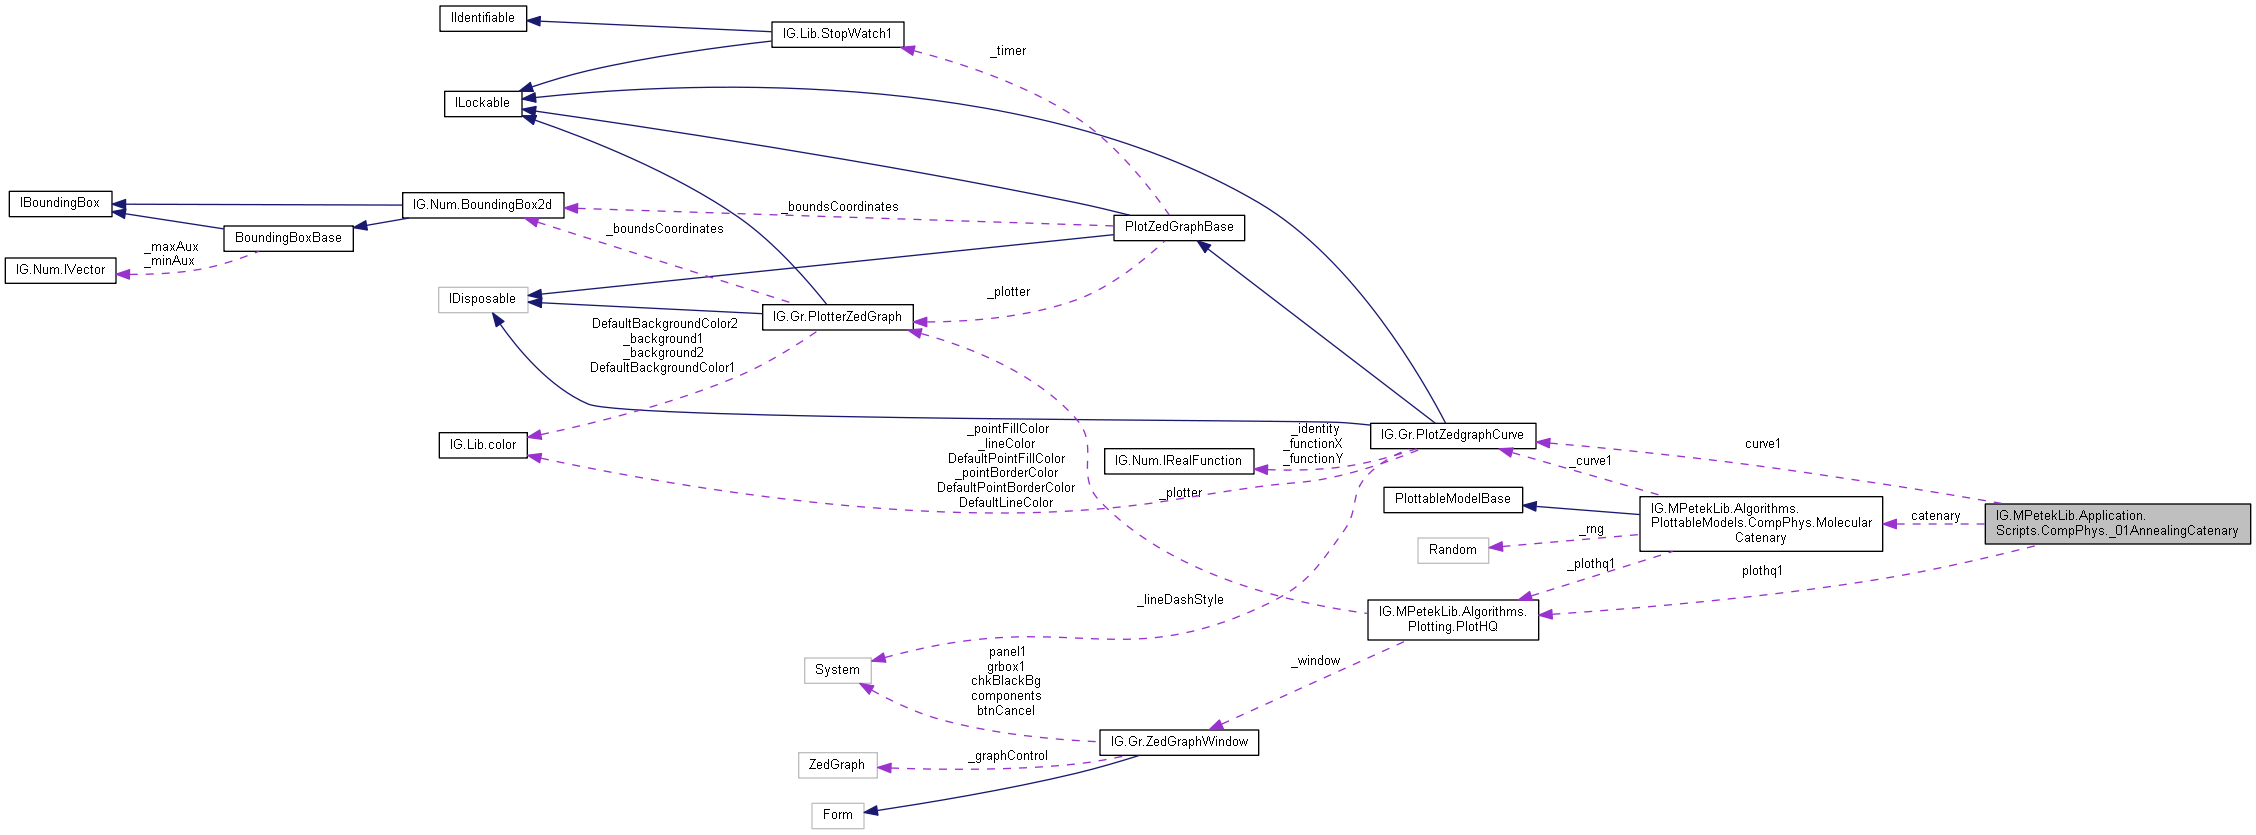 IIdentifiable
IG.Lib.StopWatch1
_timer
ILockable
IBoundingBox
IG.Num.BoundingBox2d
_boundsCoordinates
PlotZedGraphBase
BoundingBoxBase
_boundsCoordinates
_maxAux
_minAux
IG.Num.IVector
IDisposable
_plotter
IG.Gr.PlotterZedGraph
DefaultBackgroundColor2
_background1
_background2
DefaultBackgroundColor1
IG.Lib.color
_pointFillColor
_lineColor
DefaultPointFillColor
_pointBorderColor
DefaultPointBorderColor
DefaultLineColor
IG.Num.IRealFunction
_identity
_functionX
_functionY
IG.Gr.PlotZedgraphCurve
curve1
_curve1
_plotter
PlottableModelBase
IG.MPetekLib.Algorithms.
PlottableModels.CompPhys.Molecular
Catenary
catenary
IG.MPetekLib.Application.
Scripts.CompPhys._01AnnealingCatenary
_rng
Random
_plothq1
plothq1
_lineDashStyle
IG.MPetekLib.Algorithms.
Plotting.PlotHQ
System
panel1
grbox1
chkBlackBg
components
btnCancel
_window
IG.Gr.ZedGraphWindow
ZedGraph
_graphControl
Form